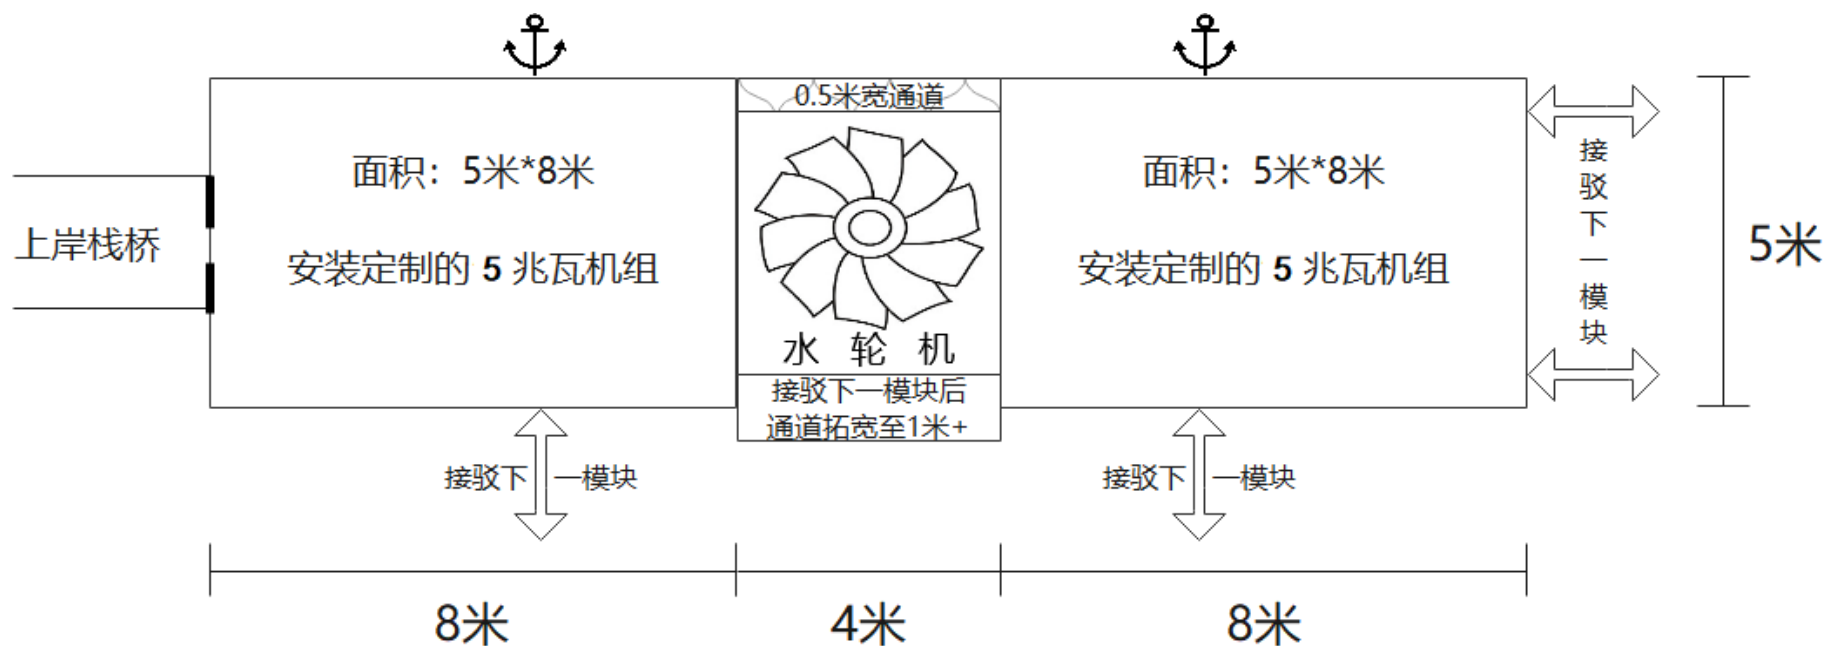 0.5米宽通道
面积：5米*8米
面积：5米*8米
接驳下一模块
上岸栈桥
5米
安装定制的 5 兆瓦机组
安装定制的 5 兆瓦机组
水 轮 机
接驳下一模块后
通道拓宽至1米+
接驳下一模块
接驳下一模块
8米
4米
8米